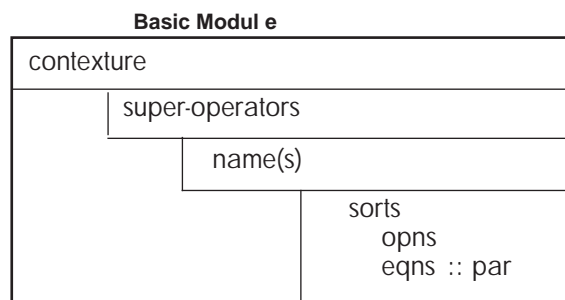 Basic Modul e
contexture
super-operators
name(s)
sorts
opns
eqns :: par